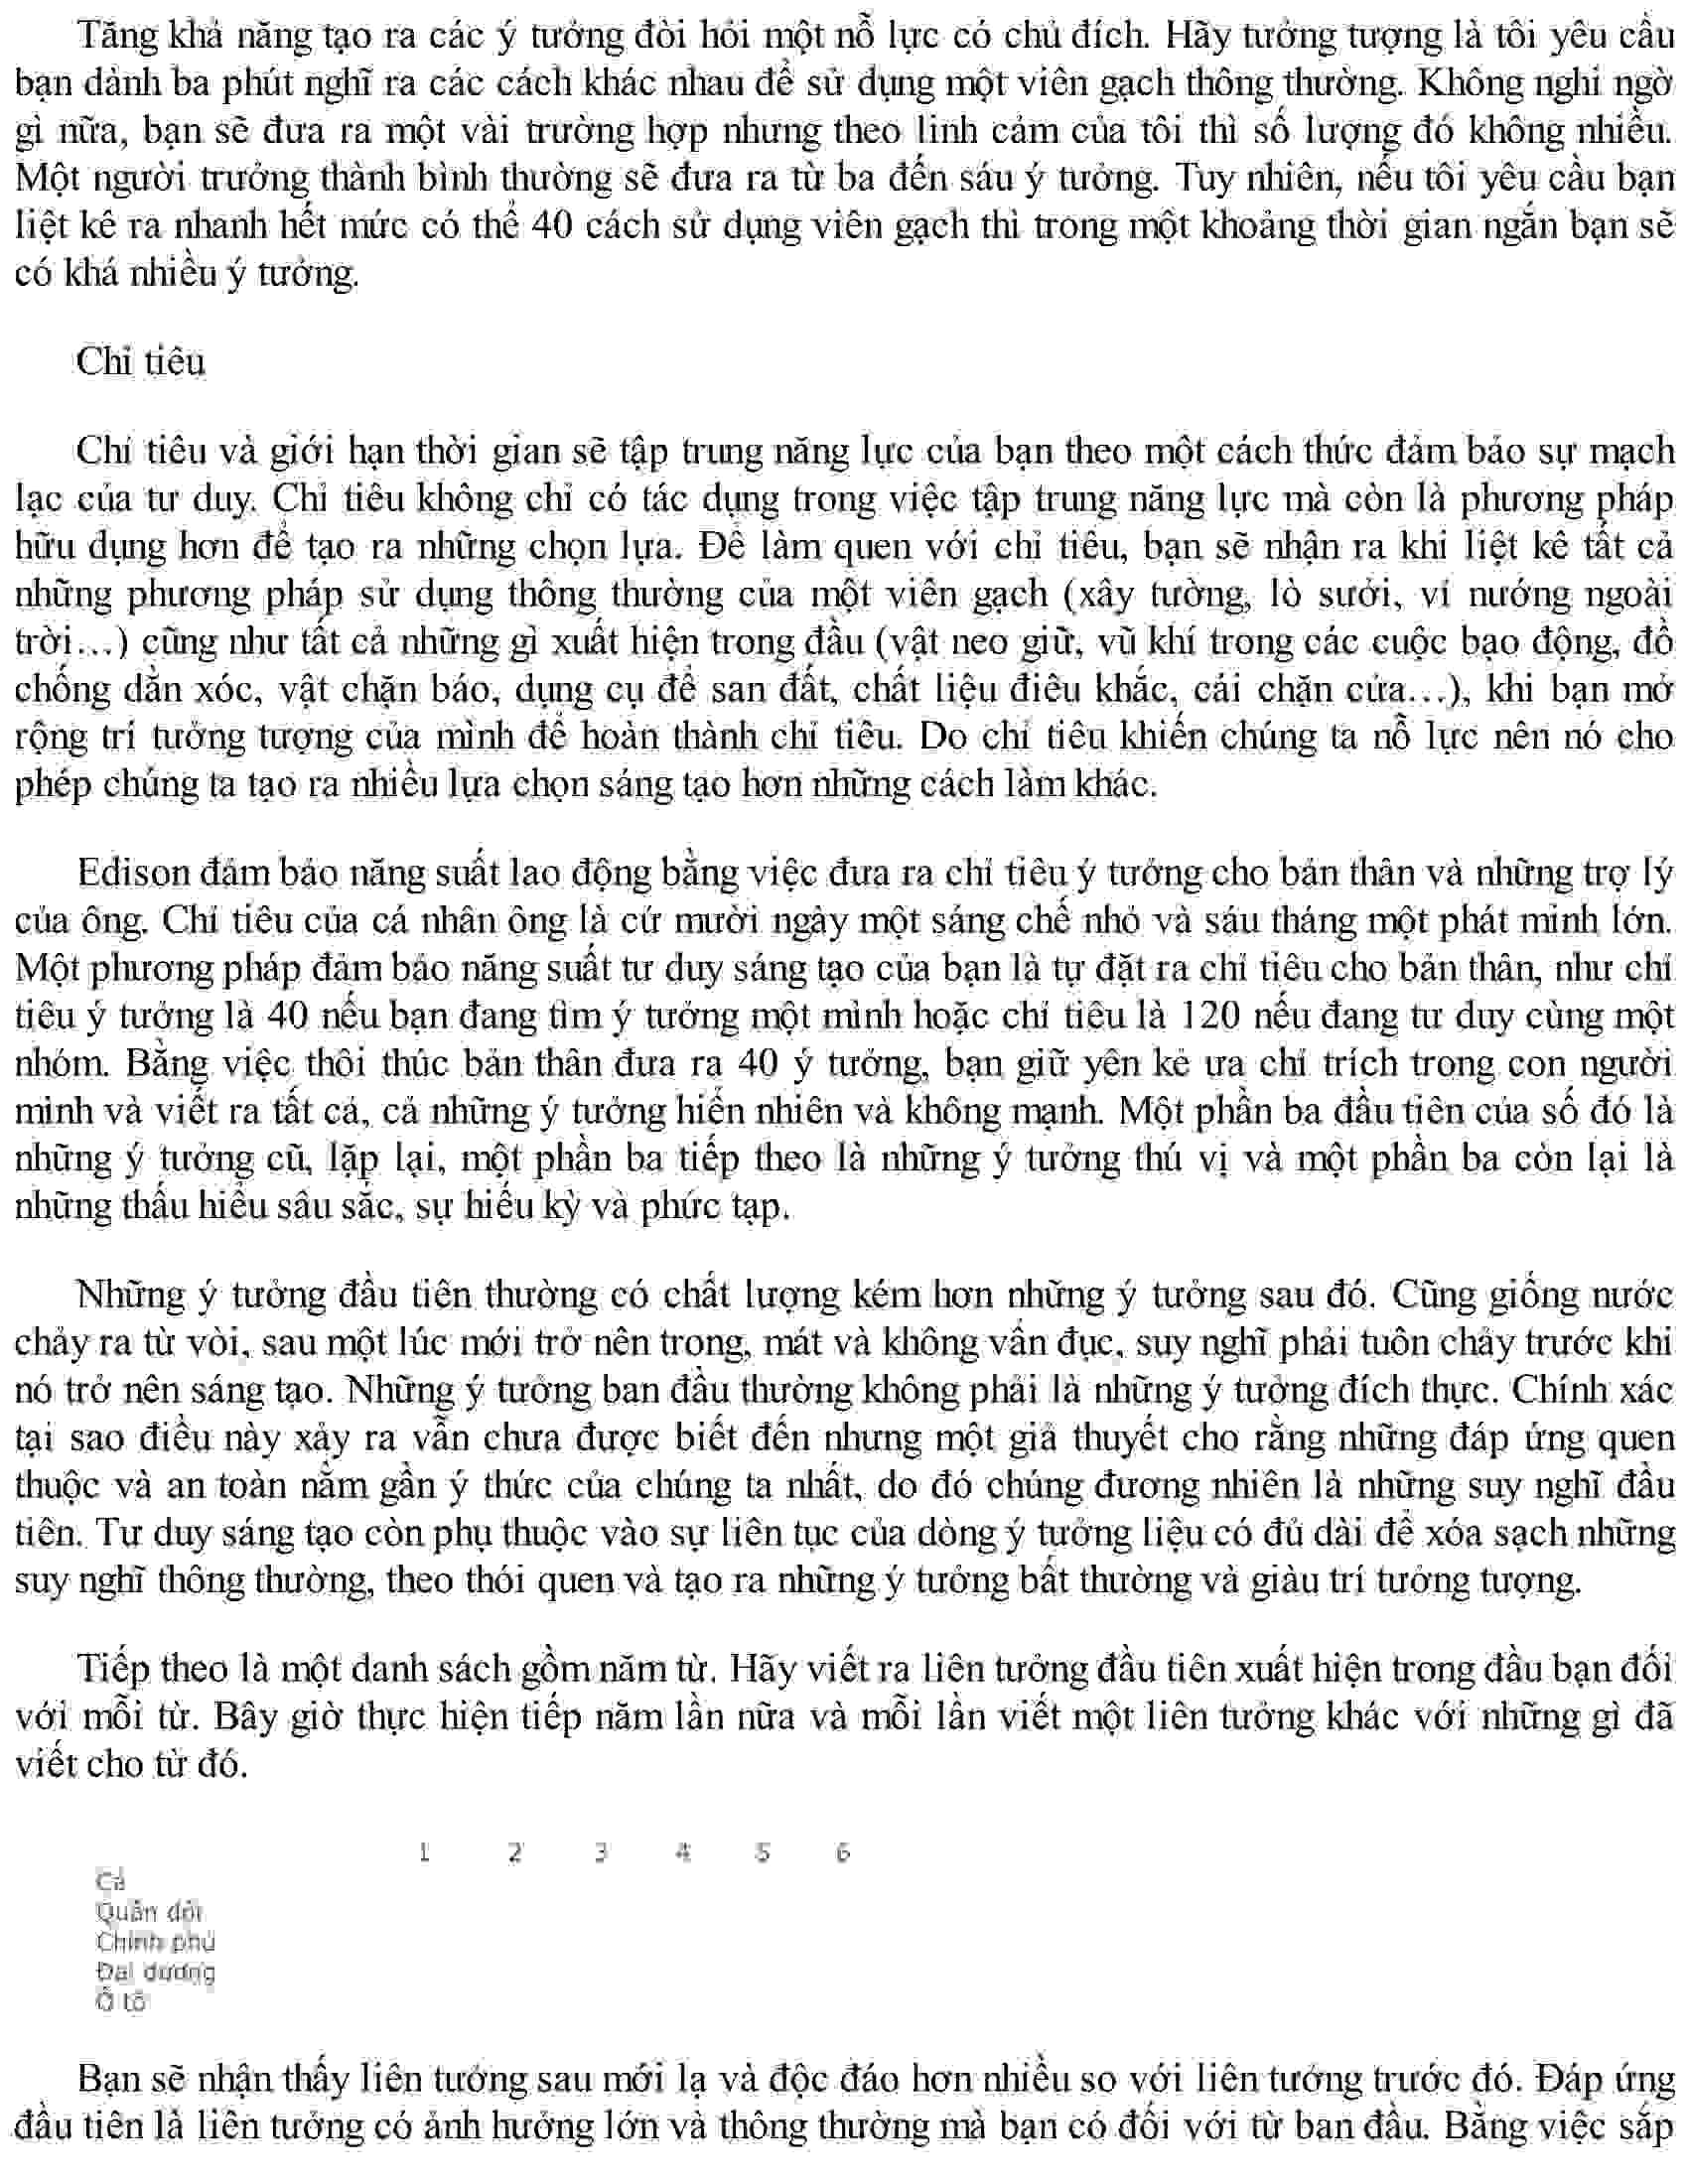 Tăng khả năng tạo ra các ý tưởng đòi hỏi một nỗ lực có chủ đích. Hãy tưởng tượng là tôi yêu cầu
bạn dành ba phút nghĩ ra các cách khác nhau để sử dụng một viên gạch thông thường. Không nghi ngờ
gì nữa, bạn sẽ đưa ra một vài trường hợp nhưng theo linh cảm của tôi thì số lượng đó không nhiều.
Một người trưởng thành bình thường sẽ đưa ra từ ba đến sáu ý tưởng. Tuy nhiên, nếu tôi yêu cầu bạn
liệt kê ra nhanh hết mức có thể 40 cách sử dụng viên gạch thì trong một khoảng thời gian ngắn bạn sẽ
có khá nhiều ý tưởng.
Chỉ tiêu
Chỉ tiêu và giới hạn thời gian sẽ tập trung năng lực của bạn theo một cách thức đảm bảo sự mạch
lạc của tư duy. Chỉ tiêu không chỉ có tác dụng trong việc tập trung năng lực mà còn là phương pháp
hữu dụng hơn để tạo ra những chọn lựa. Để làm quen với chỉ tiêu, bạn sẽ nhận ra khi liệt kê tất cả
những phương pháp sử dụng thông thường của một viên gạch (xây tường, lò sưởi, vỉ nướng ngoài
trời...) cũng như tất cả những gì xuất hiện trong đầu (vật neo giữ, vũ khí trong các cuộc bạo động, đồ
chống dằn xóc, vật chặn báo, dụng cụ để san đất, chất liệu điêu khắc, cái chặn cửa...), khi bạn mở
rộng trí tưởng tượng của mình để hoàn thành chỉ tiêu. Do chỉ tiêu khiến chúng ta nỗ lực nên nó cho
phép chúng ta tạo ra nhiều lựa chọn sáng tạo hơn những cách làm khác.
Edison đảm bảo năng suất lao động bằng việc đưa ra chỉ tiêu ý tưởng cho bản thân và những trợ lý
của ông. Chỉ tiêu của cá nhân ông là cứ mười ngày một sáng chế nhỏ và sáu tháng một phát minh lớn.
Một phương pháp đảm bảo năng suất tư duy sáng tạo của bạn là tự đặt ra chỉ tiêu cho bản thân, như chỉ
tiêu ý tưởng là 40 nếu bạn đang tìm ý tưởng một mình hoặc chỉ tiêu là 120 nếu đang tư duy cùng một
nhóm. Bằng việc thôi thúc bản thân đưa ra 40 ý tưởng, bạn giữ yên kẻ ưa chỉ trích trong con người
mình và viết ra tất cả, cả những ý tưởng hiển nhiên và không mạnh. Một phần ba đầu tiên của số đó là
những ý tưởng cũ, lặp lại, một phần ba tiếp theo là những ý tưởng thú vị và một phần ba còn lại là
những thấu hiểu sâu sắc, sự hiếu kỳ và phức tạp.
Những ý tưởng đầu tiên thường có chất lượng kém hơn những ý tưởng sau đó. Cũng giống nước
chảy ra từ vòi, sau một lúc mới trở nên trong, mát và không vẩn đục, suy nghĩ phải tuôn chảy trước khi
nó trở nên sáng tạo. Những ý tưởng ban đầu thường không phải là những ý tưởng đích thực. Chính xác
tại sao điều này xảy ra vẫn chưa được biết đến nhưng một giả thuyết cho rằng những đáp ứng quen
thuộc và an toàn nằm gần ý thức của chúng ta nhất, do đó chúng đương nhiên là những suy nghĩ đầu
tiên. Tư duy sáng tạo còn phụ thuộc vào sự liên tục của dòng ý tưởng liệu có đủ dài để xóa sạch những
suy nghĩ thông thường, theo thói quen và tạo ra những ý tưởng bất thường và giàu trí tưởng tượng.
Tiếp theo là một danh sách gồm năm từ. Hãy viết ra liên tưởng đầu tiên xuất hiện trong đầu bạn đối
với mỗi từ. Bây giờ thực hiện tiếp năm lần nữa và mỗi lần viết một liên tưởng khác với những gì đã
viết cho từ đó.
1 2 3 4 5 6
Cá
Quân đội
Chính phủ
Đại dương
Ô tô
Bạn sẽ nhận thấy liên tưởng sau mới lạ và độc đáo hơn nhiều so với liên tưởng trước đó. Đáp ứng
đầu tiên là liên tưởng có ảnh hưởng lớn và thông thường mà bạn có đối với từ ban đầu. Bằng việc sắp